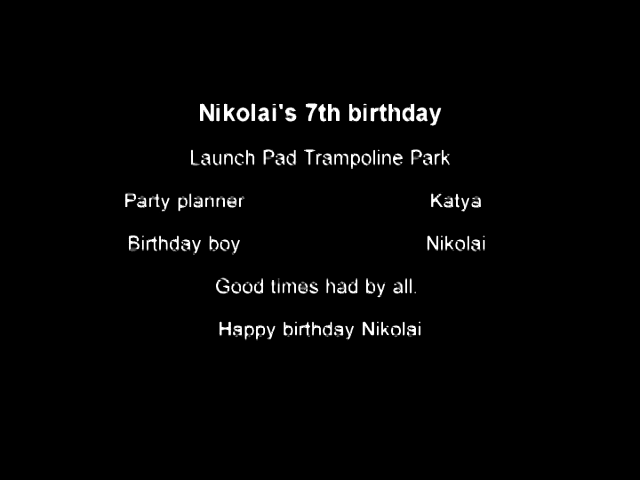 Nikolai's 7th birthday
Launch Pad Trampoline Park
Party planner Katya
Birthday boy Nikolai
Good times had by all.
Happy birthday Nikolai